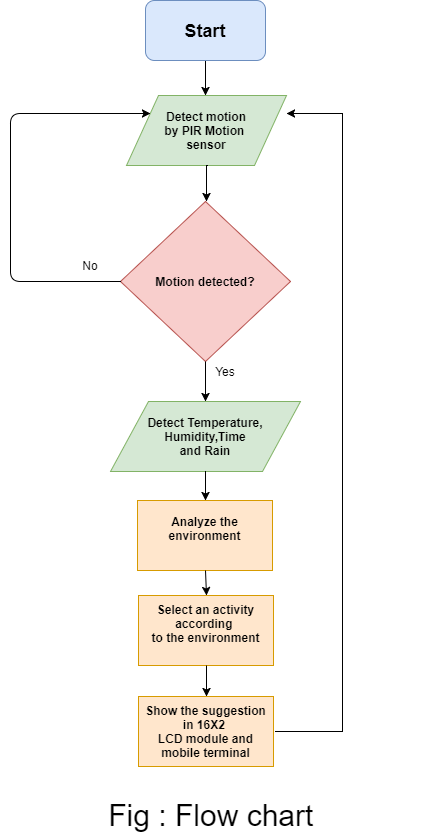 Start
Detect motion
by PIR Motion
sensor
No
Motion detected?
Yes
Detect Temperature,
Humidity,Time
and Rain
Analyze the
environment
Select an activity
according
to the environment
Show the suggestion
in 16X2
LCD module and
mobile terminal
Fig : Flow chart